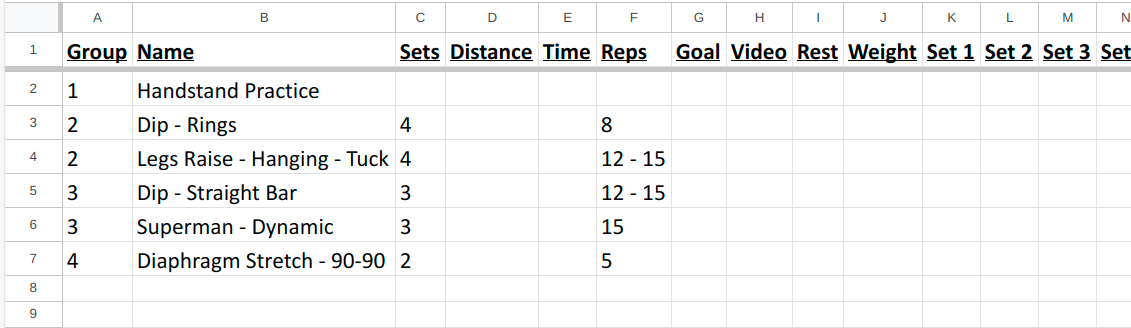 A B C D E F G H I J K L M N
1 Group Name Sets Distance Time Reps Goal Video Rest Weight Set 1 Set 2 Set 3 Set
2 1 Handstand Practice
3 2 Dip - Rings 4 8
4 2 Legs Raise - Hanging - Tuck 4 12 - 15
5 3 Dip - Straight Bar 3 12 - 15
6 3 Superman - Dynamic 3 15
7 4 Diaphragm Stretch - 90-90 2 5
8
9